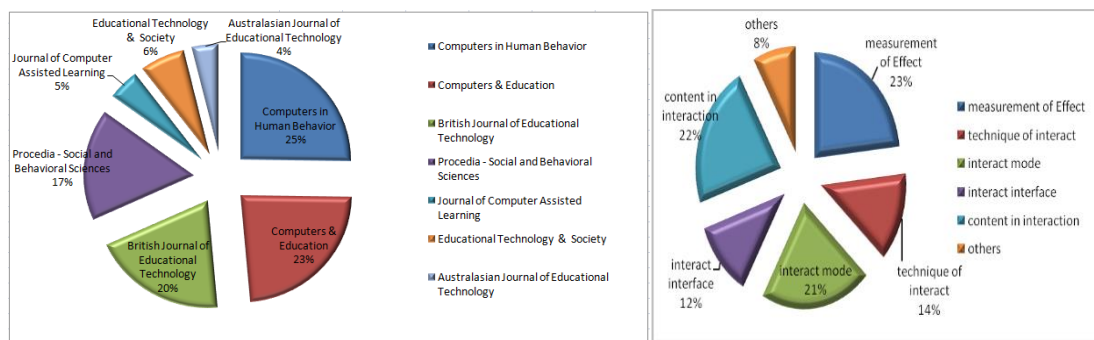 Educational Technology
& Society
6%
Australasian Journal of
Educational Technology
4%
Journal of Computer
Assisted Learning
5%
Procedia - Social and
Behavioral Sciences
17%
Computers in
Human Behavior
25%
British Journal of
Educational
Technology
20%
Computers &
Education
23%
Computers in Human Behavior
Computers & Education
British Journal of Educational
Technology
Procedia - Social and Behavioral
Sciences
Journal of Computer Assisted
Learning
Educational Technology & Society
Australasian Journal of Educational
Technology
others
8%
measurement
of Effect
23%
content in
interaction
22%
interact
interface
12%
interact mode
21%
technique of
interact
14%
measurement of Effect
technique of interact
interact mode
interact interface
content in interaction
others